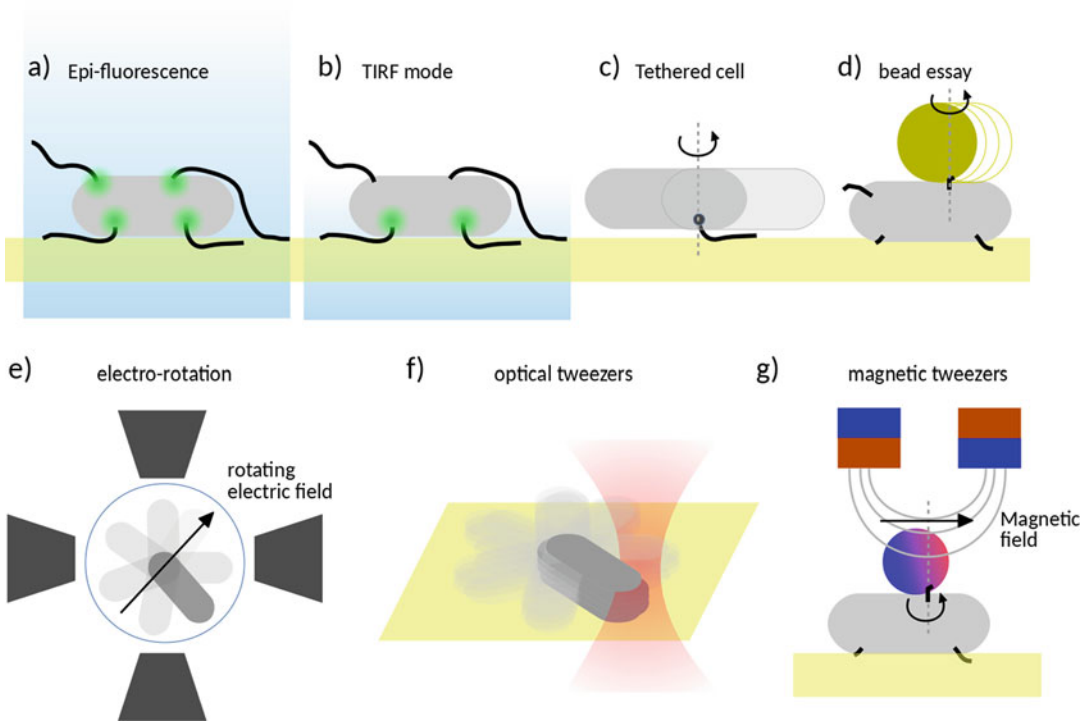 a) Epi-fluorescence
b) TIRF mode
c) Tethered cell
d) bead essay
e) electro-rotation
rotating
electric field
f) optical tweezers
g) magnetic tweezers
Magnetic
field